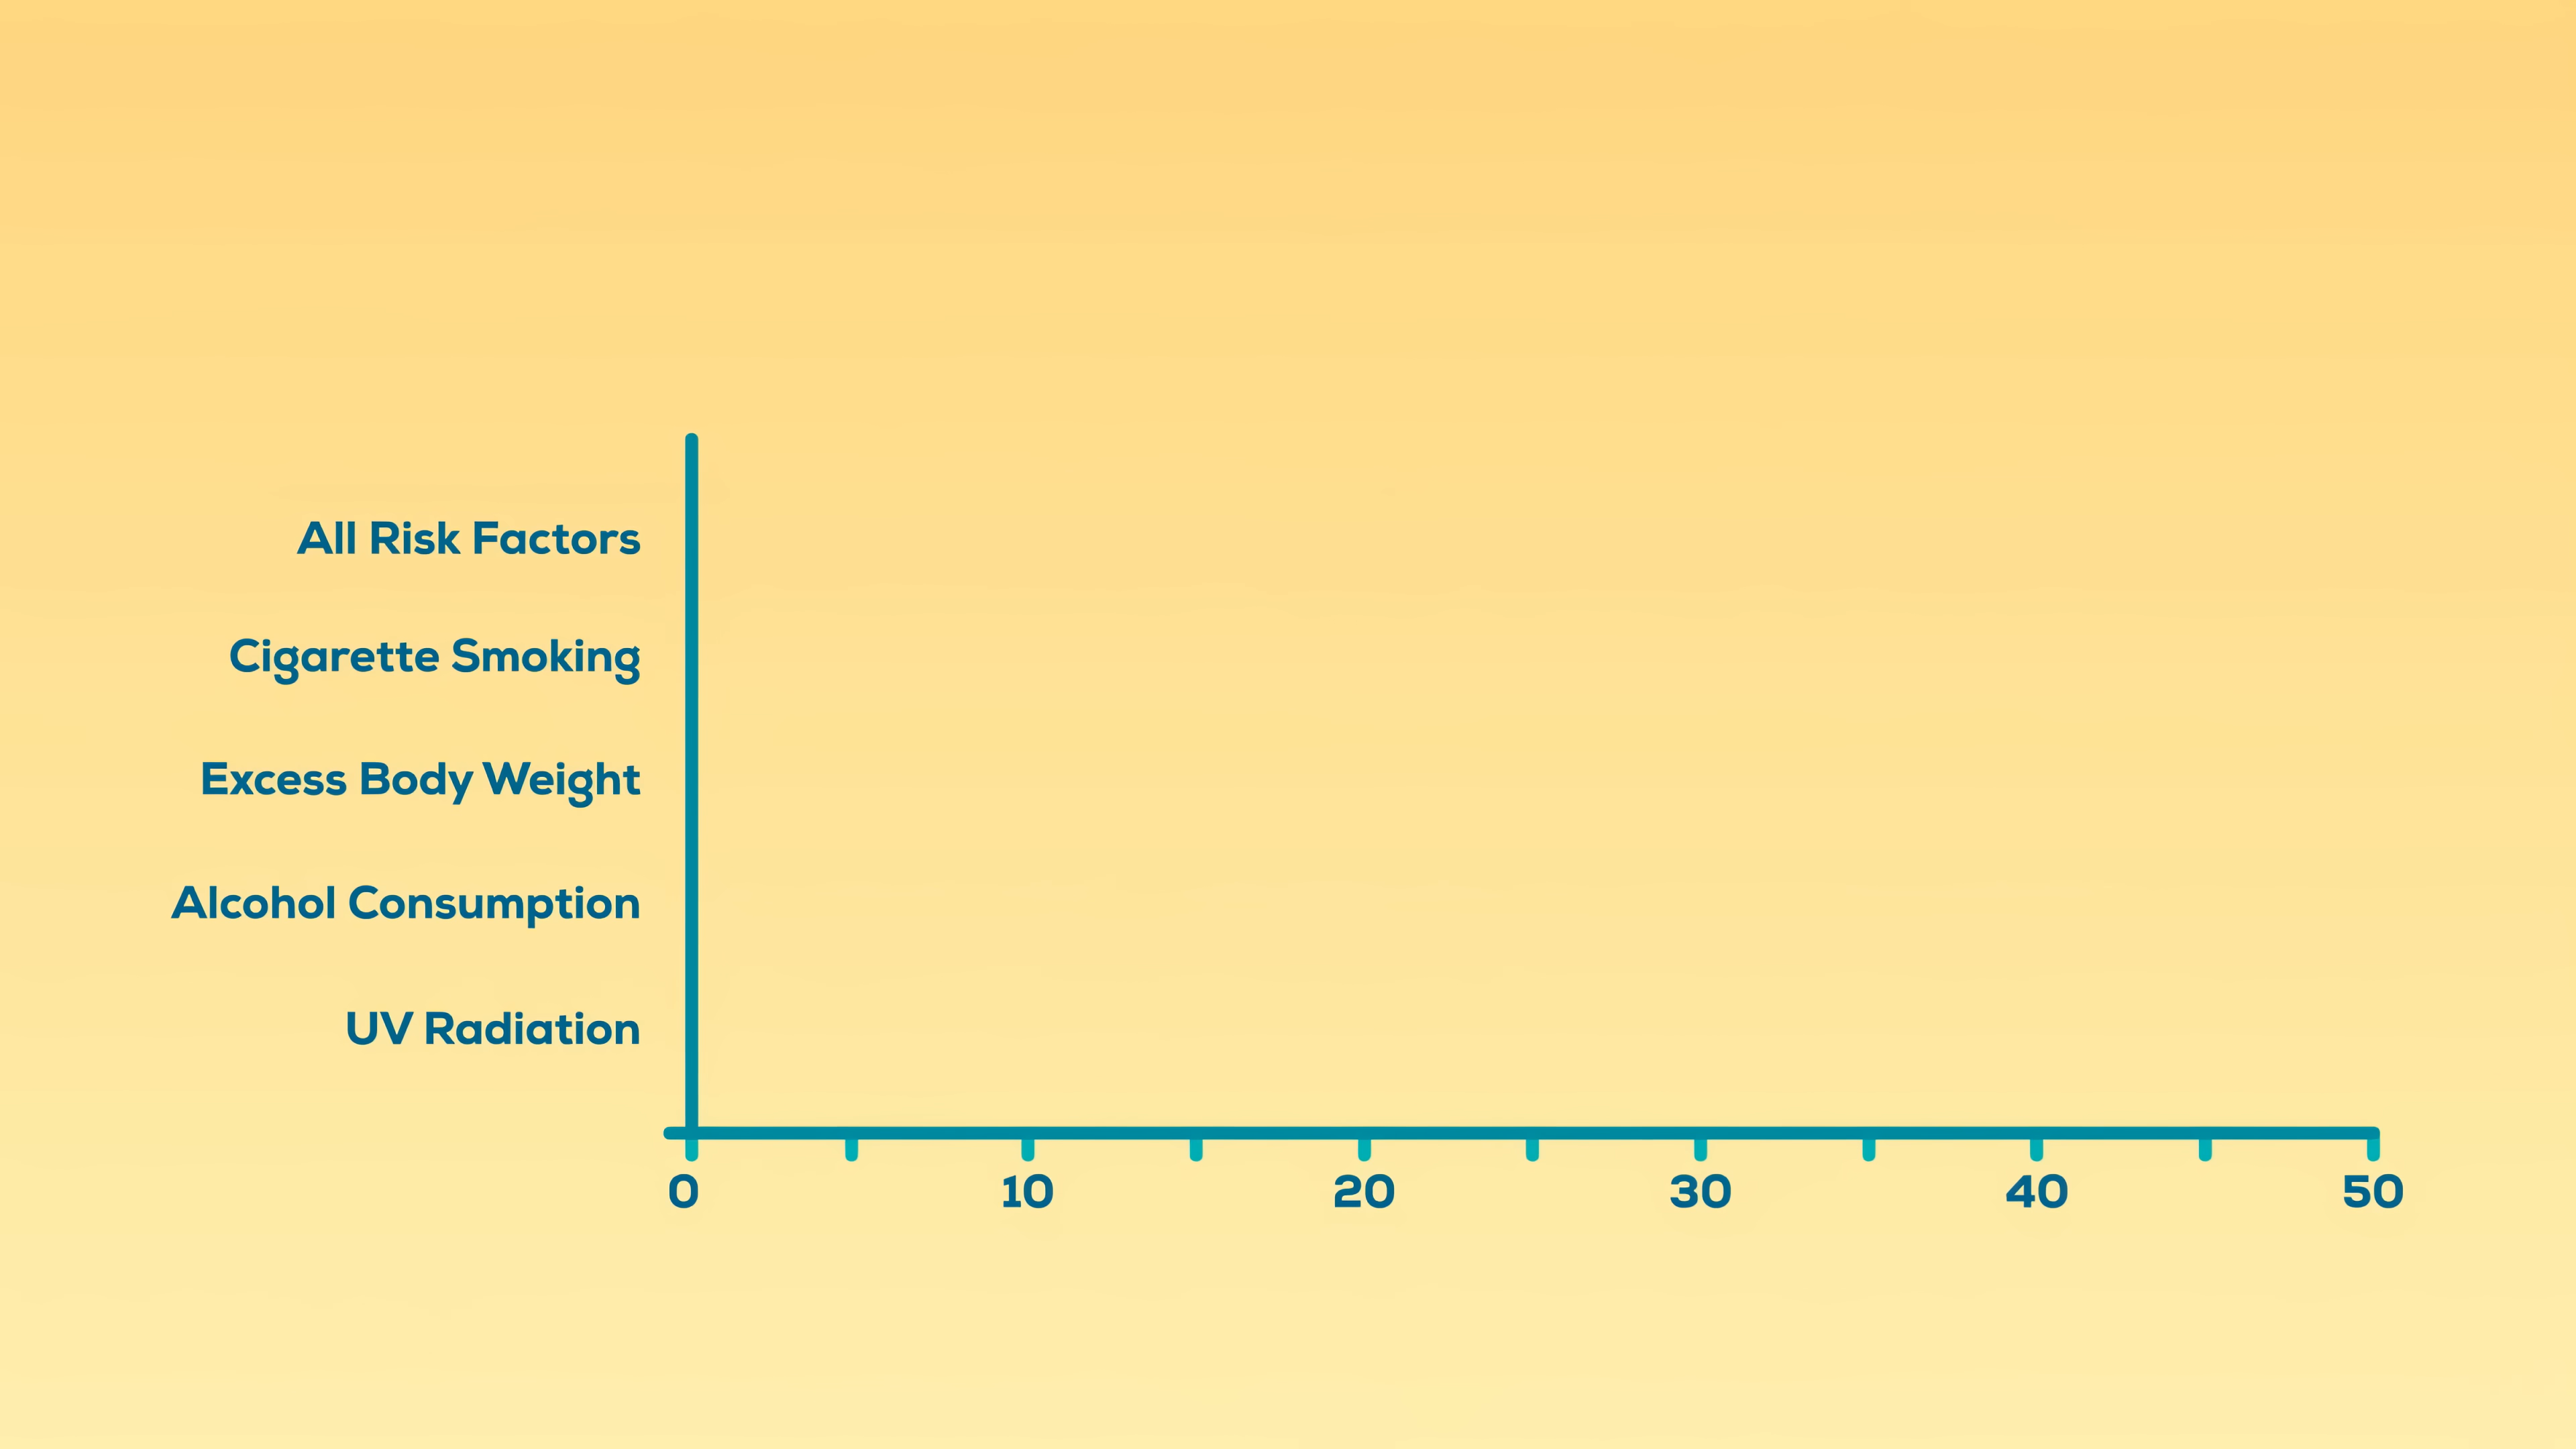 All Risk Factors
Cigarette Smoking
Excess Body Weight
Alcohol Consumption
UV Radiation
0 10 20 30 40 50